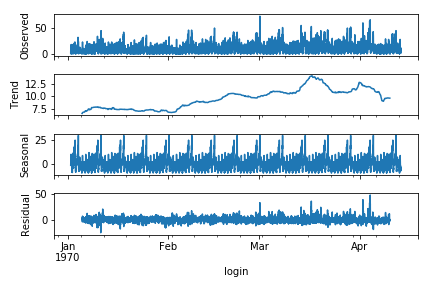 50
0
Observed
12.5
10.0
7.5
Trend
25
0
Seasonal
50
0
Residual
Jan Feb Mar Apr
1970
login